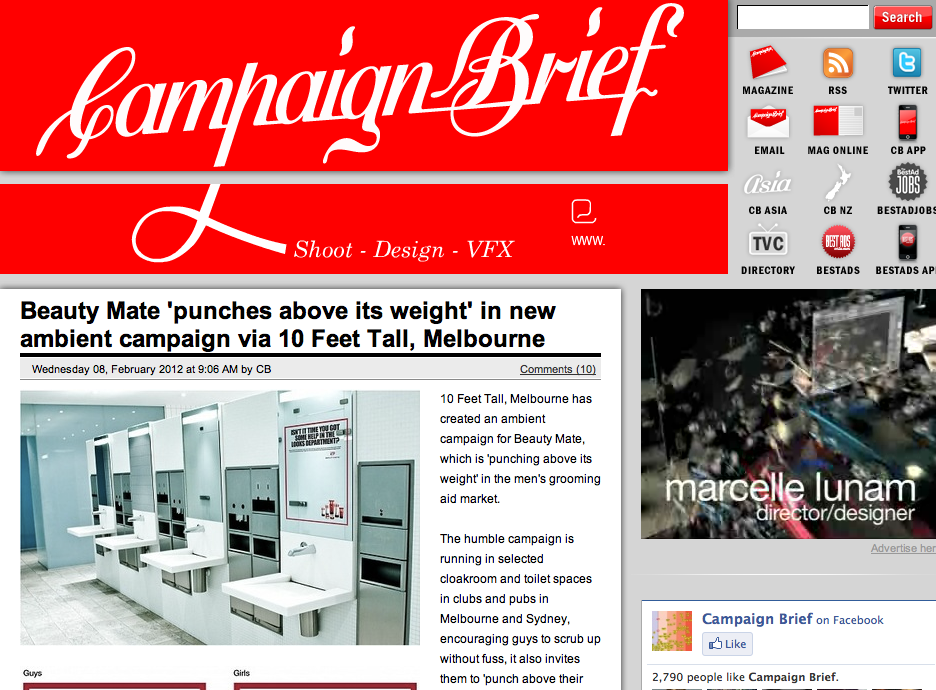 Campaign Brief
Search
MAGAZINE
RSS
TWITTER
EMAIL
MAG ONLINE
CB APP
Asia
BestAd
JOBS
CB ASIA
CB NZ
BESTADJOBS
TVC
BEST ADS
DIRECTORY
BESTADS
BESTADS AP
Shoot - Design - VFX
www.
Beauty Mate 'punches above its weight' in new
ambient campaign via 10 Feet Tall, Melbourne
Wednesday 08, February 2012 at 9:06 AM by CB
Comments (10)
ISN'T IT TIME YOU GOT
SOME HELP IN THE
LOOKS DEPARTMENT?
10 Feet Tall, Melbourne has
created an ambient
campaign for Beauty Mate,
which is 'punching above its
weight' in the men's grooming
aid market.
The humble campaign is
running in selected
cloakroom and toilet spaces
in clubs and pubs in
Melbourne and Sydney,
encouraging guys to scrub up
without fuss, it also invites
them to 'punch above their
Guys
Girls
marcelle lunam
director/designer
Advertise her
Campaign Brief on Facebook
Like
2,790 people like Campaign Brief.